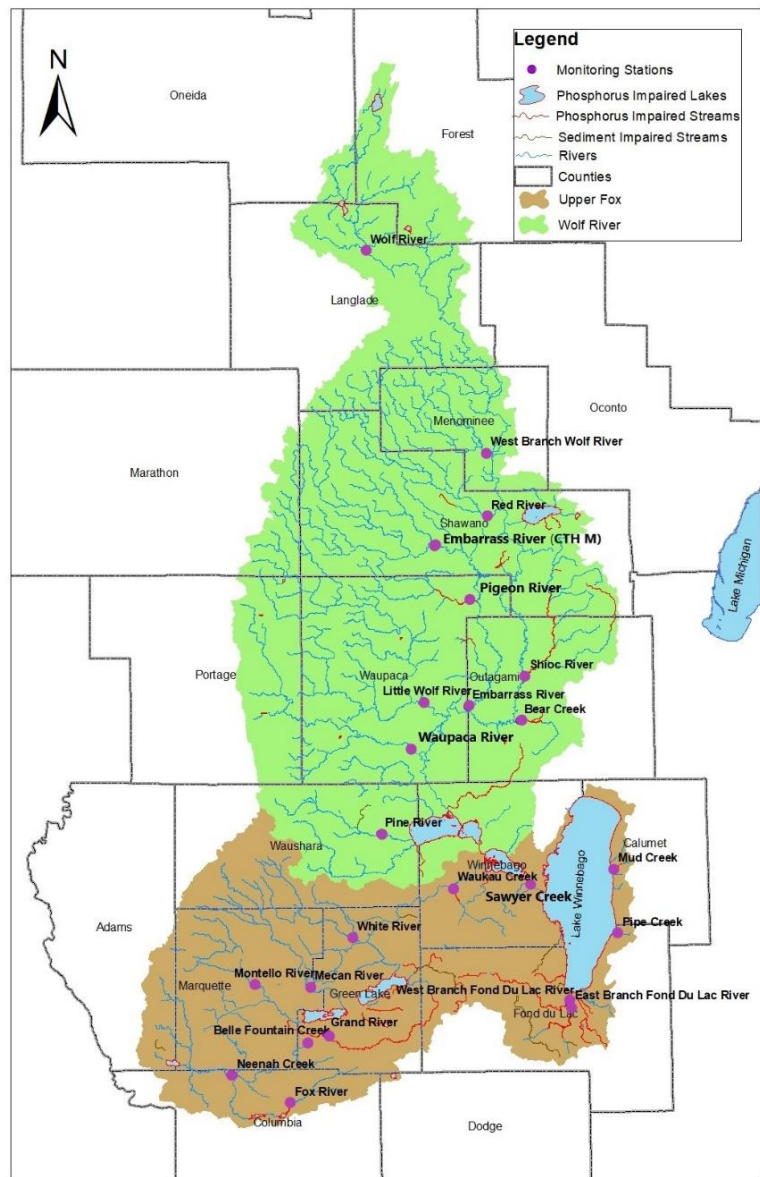 Legend
Monitoring Stations
Phosphorus Impaired Lakes
Phosphorus Impaired Streams
Sediment Impaired Streams
Rivers
Counties
Upper Fox
Wolf River
N
Oneida
Forest
Wolf River
Langlade
Oconto
Menominee
West Branch Wolf River
Marathon
Red River
Shawano
Embarrass River (CTH M)
Lake Michigan
Pigeon River
Portage
Waupaca
Outagami
Shioc River
Little Wolf River
Embarrass River
Bear Creek
Waupaca River
Pine River
Waushara
Winnebago
Calumet
Mud Creek
Waukau Creek
Sawyer Creek
Lake Winnebago
Adams
White River
Pipe Creek
Montello River
Mecan River
Marquette
Green Lake
West Branch Fond Du Lac River
East Branch Fond Du Lac River
Fond du Lac
Belle Fountain Creek
Grand River
Neenah Creek
Fox River
Columbia
Dodge